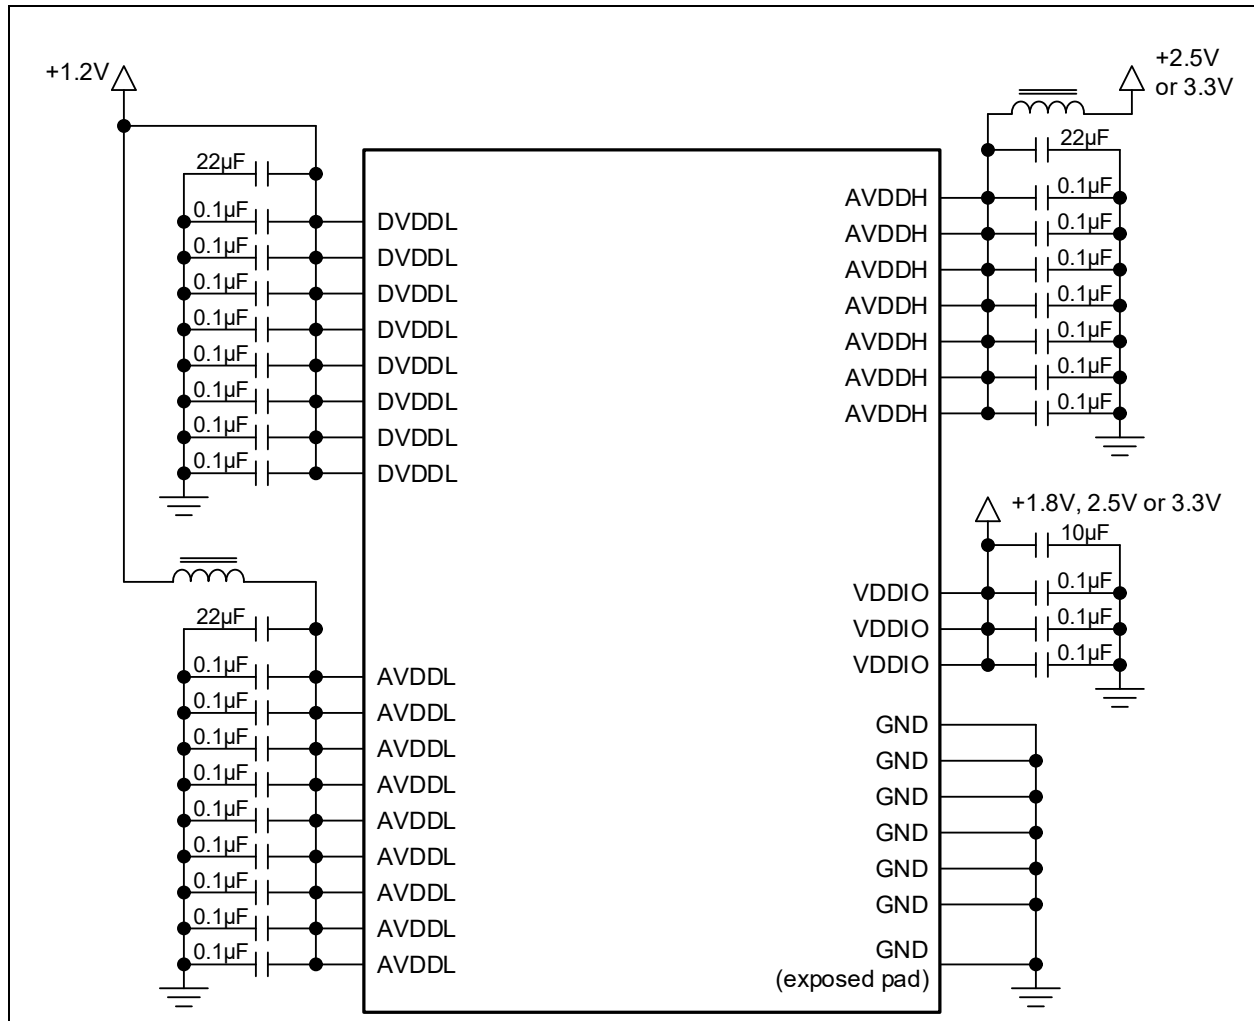 +1.2V
22µF
0.1µF
DVDDL
0.1µF
DVDDL
0.1µF
DVDDL
0.1µF
DVDDL
0.1µF
DVDDL
0.1µF
DVDDL
0.1µF
DVDDL
0.1µF
DVDDL
22µF
0.1µF
AVDDL
0.1µF
AVDDL
0.1µF
AVDDL
0.1µF
AVDDL
0.1µF
AVDDL
0.1µF
AVDDL
0.1µF
AVDDL
0.1µF
AVDDL
0.1µF
AVDDL
+2.5V
or 3.3V
22µF
AVDDH
0.1µF
AVDDH
0.1µF
AVDDH
0.1µF
AVDDH
0.1µF
AVDDH
0.1µF
AVDDH
0.1µF
AVDDH
0.1µF
+1.8V, 2.5V or 3.3V
10µF
VDDIO
0.1µF
VDDIO
0.1µF
VDDIO
0.1µF
GND
GND
GND
GND
GND
GND
GND
(exposed pad)